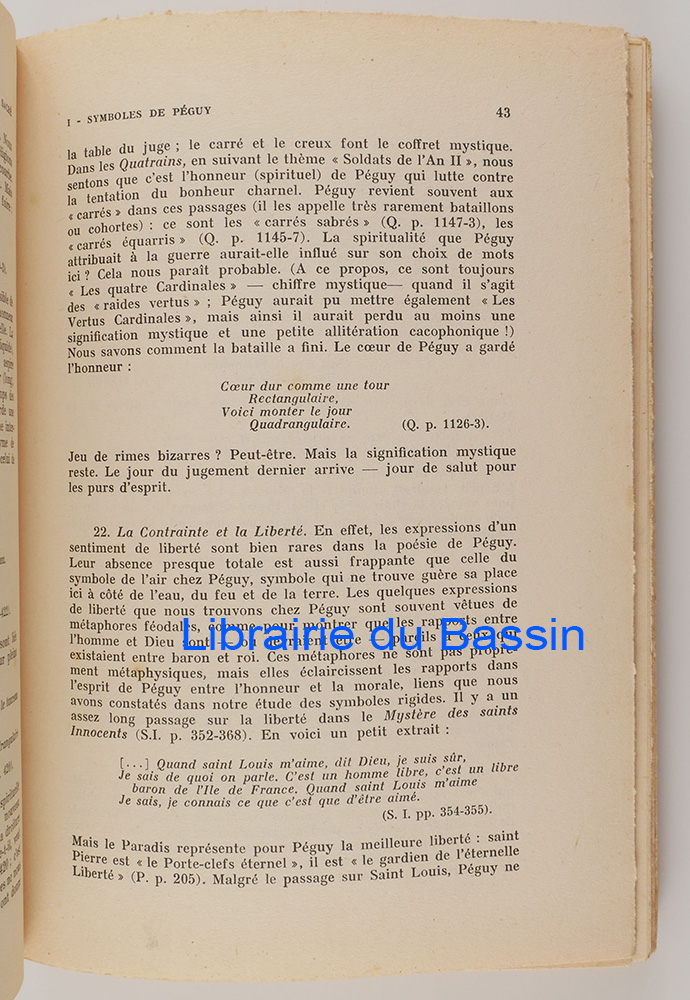 I - SYMBOLES DE PÉGUY 43
la table du juge ; le carré et le creux font le coffret mystique.
Dans les Quatrains, en suivant le thème « Soldats de l'An II », nous
sentons que c'est l'honneur (spirituel) de Péguy qui lutte contre
la tentation du bonheur charnel. Péguy revient souvent aux
« carrés » dans ces passages (il les appelle très rarement bataillons
ou cohortes) : ce sont les « carrés sabrés » (Q. p. 1147-3), les
« carrés équarris » (Q. p. 1145-7). La spiritualité que Péguy
attribuait à la guerre aurait-elle influé sur son choix de mots
ici ? Cela nous paraît probable. (A ce propos, ce sont toujours
« Les quatre Cardinales » — chiffre mystique— quand il s'agit
des « raides vertus » ; Péguy aurait pu mettre également « Les
Vertus Cardinales », mais ainsi il aurait perdu au moins une
signification mystique et une petite allitération cacophonique !)
Nous savons comment la bataille a fini. Le cœur de Péguy a gardé
l'honneur :
Cœur dur comme une tour
Rectangulaire,
Voici monter le jour
Quadrangulaire. (Q. p. 1126-3).
Jeu de rimes bizarres ? Peut-être. Mais la signification mystique
reste. Le jour du jugement dernier arrive — jour de salut pour
les purs d'esprit.
22. La Contrainte et la Liberté. En effet, les expressions d'un
sentiment de liberté sont bien rares dans la poésie de Péguy.
Leur absence presque totale est aussi frappante que celle du
symbole de l'air chez Péguy, symbole qui ne trouve guère sa place
ici à côté de l'eau, du feu et de la terre. Les quelques expressions
de liberté que nous trouvons chez Péguy sont souvent vêtues de
métaphores féodales, comme pour montrer que les rapports entre
l'homme et Dieu sont — ou devraient être — pareils à ceux qui
existaient entre baron et roi. Ces métaphores ne sont pas propre-
ment métaphysiques, mais elles éclaircissent les rapports dans
l'esprit de Péguy entre l'honneur et la morale, liens que nous
avons constatés dans notre étude des symboles rigides. Il y a un
assez long passage sur la liberté dans le Mystère des saints
Innocents (S.I. p. 352-368). En voici un petit extrait :
[...] Quand saint Louis m'aime, dit Dieu, je suis sûr,
Je sais de quoi on parle. C'est un homme libre, c'est un libre
baron de l'Ile de France. Quand saint Louis m'aime
Je sais, je connais ce que c'est que d'être aimé.
(S. I. pp. 354-355).
Mais le Paradis représente pour Péguy la meilleure liberté : saint
Pierre est « le Porte-clefs éternel », il est « le gardien de l'éternelle
Liberté » (P. p. 205). Malgré le passage sur Saint Louis, Péguy ne
Librairie du Bassin